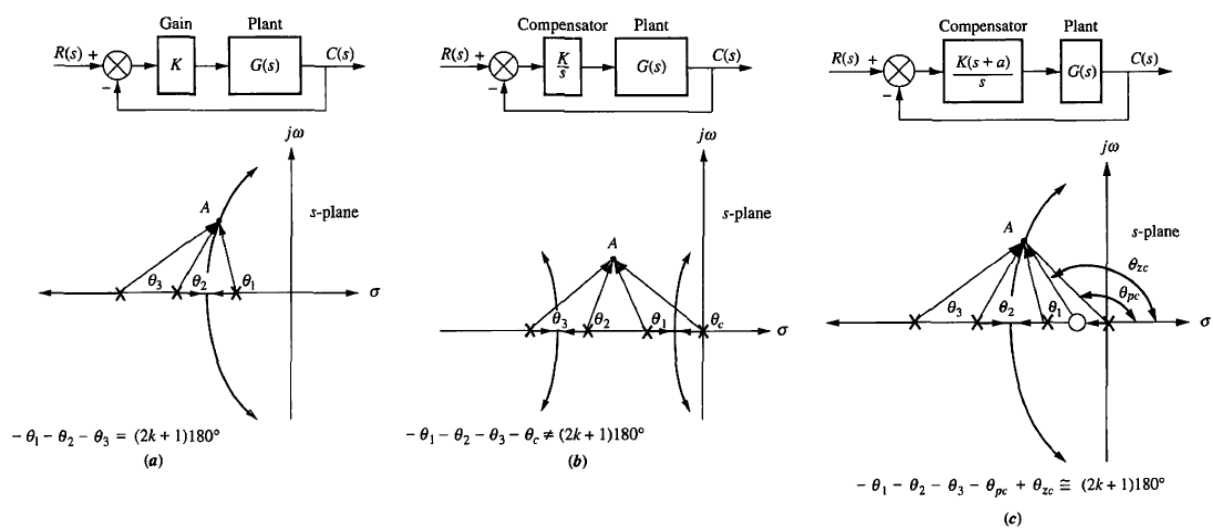 Gain
Plant
R(s) +
K
G(s)
C(s)
−
jω
s-plane
A
θ3
θ2
θ1
σ
− θ1 − θ2 − θ3 = (2k + 1)180°
(a)
Compensator
Plant
R(s) +
K
s
G(s)
C(s)
−
jω
s-plane
A
θ3
θ2
θ1
θc
σ
− θ1 − θ2 − θ3 − θc ≠ (2k + 1)180°
(b)
Compensator
Plant
R(s) +
K(s + a)
s
G(s)
C(s)
−
jω
s-plane
A
θzc
θpc
θ3
θ2
θ1
σ
− θ1 − θ2 − θ3 − θpc + θzc ≅ (2k + 1)180°
(c)